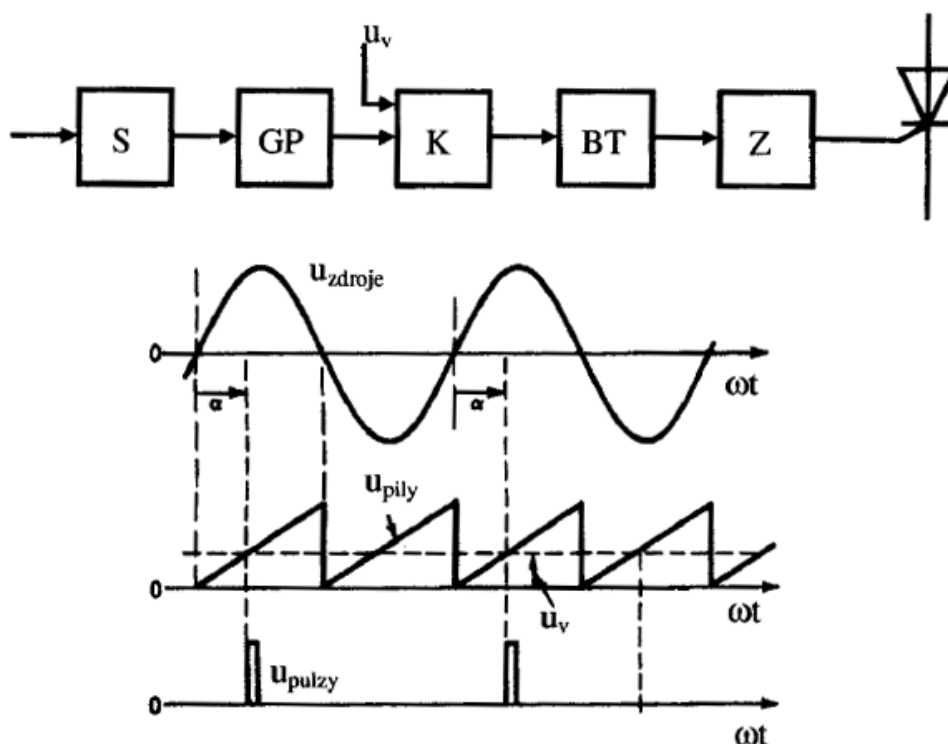 u_v
S GP K BT Z
u_zdroje
0
ωt
α α
u_pily
0
u_v
ωt
u_pulzy
0
ωt